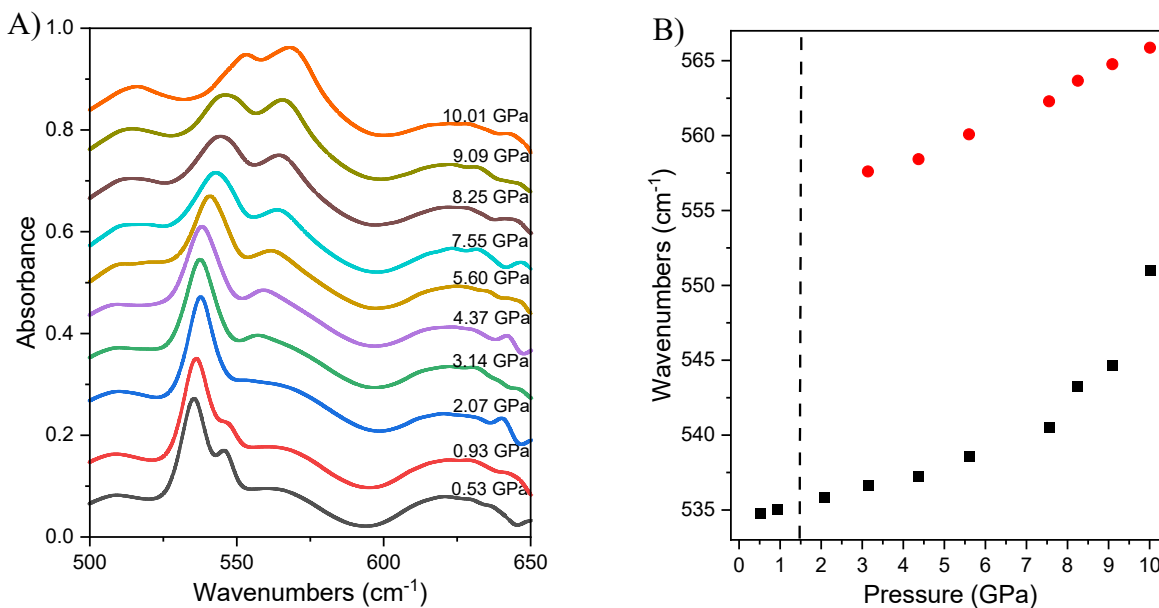 A)
1.0
0.8
0.6
0.4
0.2
0.0
Absorbance
10.01 GPa
9.09 GPa
8.25 GPa
7.55 GPa
5.60 GPa
4.37 GPa
3.14 GPa
2.07 GPa
0.93 GPa
0.53 GPa
500 550 600 650
Wavenumbers (cm⁻¹)
B)
565
560
555
550
545
540
535
Wavenumbers (cm⁻¹)
0 1 2 3 4 5 6 7 8 9 10
Pressure (GPa)